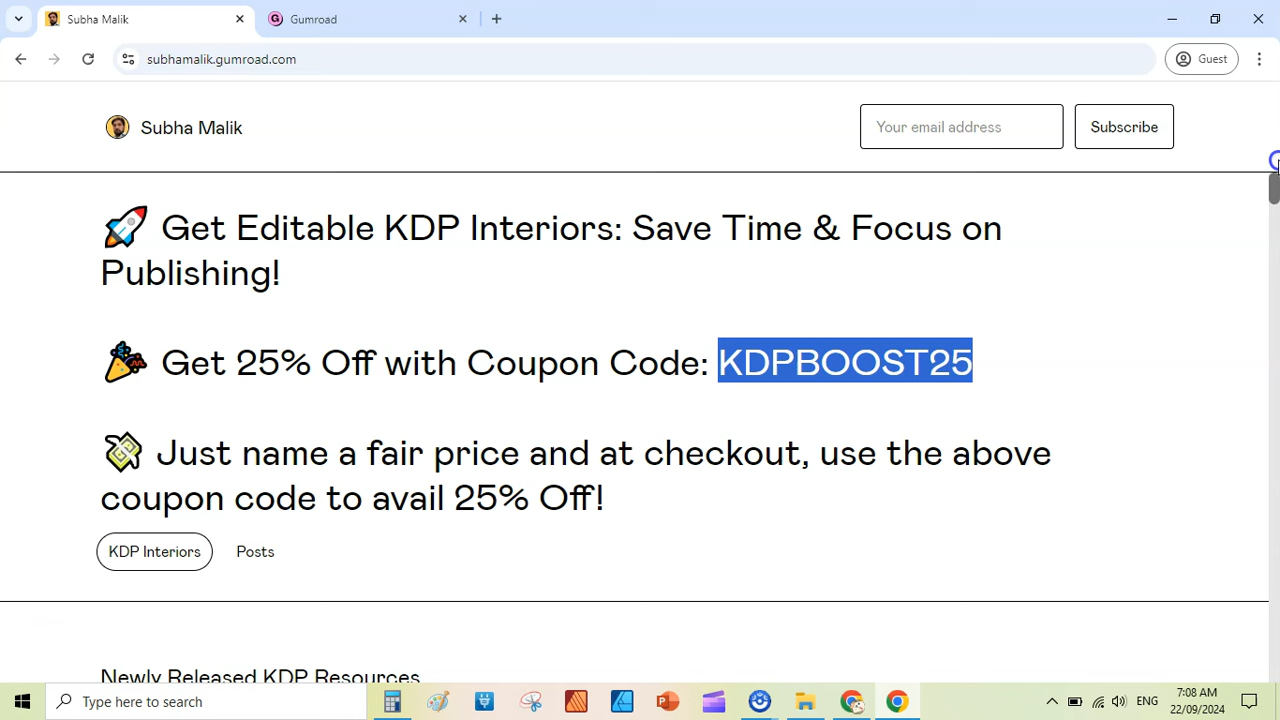 Subha Malik
Gumroad
subhamalik.gumroad.com
Guest
Subha Malik
Your email address
Subscribe
🚀 Get Editable KDP Interiors: Save Time & Focus on
Publishing!
🎉 Get 25% Off with Coupon Code: KDPBOOST25
💸 Just name a fair price and at checkout, use the above
coupon code to avail 25% Off!
KDP Interiors
Posts
Newly Released KDP Resources
Type here to search
ENG
7:08 AM
22/09/2024